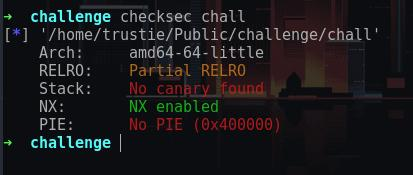 → challenge checksec chall
[*] '/home/trustie/Public/challenge/chall'
Arch: amd64-64-little
RELRO: Partial RELRO
Stack: No canary found
NX: NX enabled
PIE: No PIE (0x400000)
→ challenge